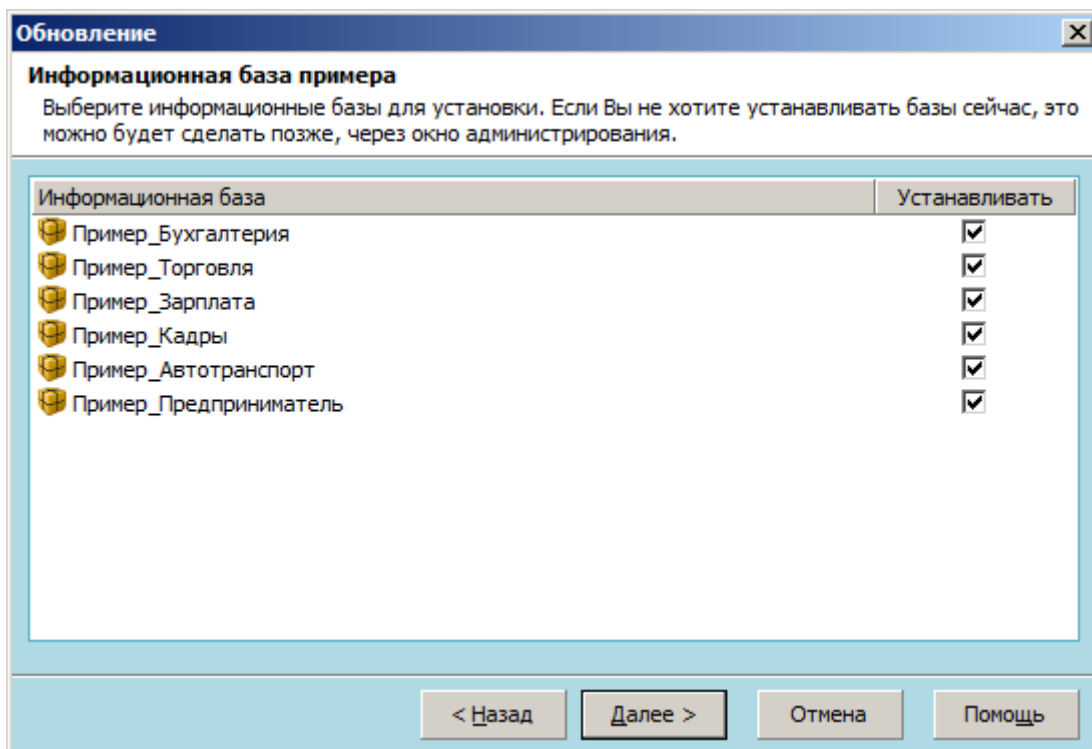 Обновление
Информационная база примера
Выберите информационные базы для установки. Если Вы не хотите устанавливать базы сейчас, это
можно будет сделать позже, через окно администрирования.
Информационная база Устанавливать
Пример_Бухгалтерия
Пример_Торговля
Пример_Зарплата
Пример_Кадры
Пример_Автотранспорт
Пример_Предприниматель
< Назад Далее > Отмена Помощь